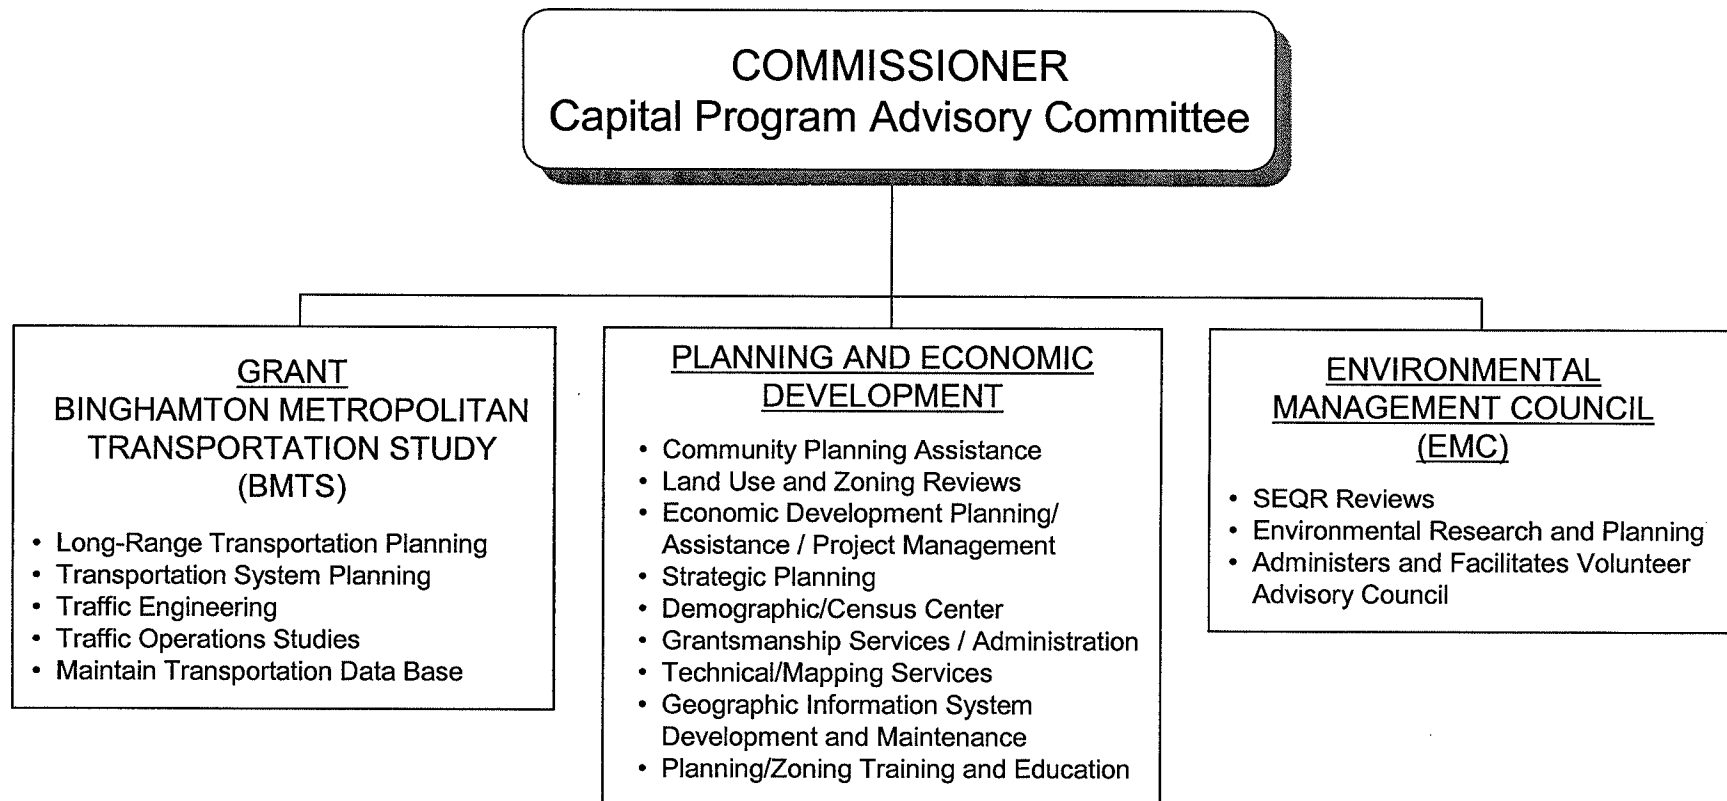 COMMISSIONER
Capital Program Advisory Committee
GRANT
BINGHAMTON METROPOLITAN
TRANSPORTATION STUDY
(BMTS)
• Long-Range Transportation Planning
• Transportation System Planning
• Traffic Engineering
• Traffic Operations Studies
• Maintain Transportation Data Base
PLANNING AND ECONOMIC
DEVELOPMENT
• Community Planning Assistance
• Land Use and Zoning Reviews
• Economic Development Planning/
Assistance / Project Management
• Strategic Planning
• Demographic/Census Center
• Grantsmanship Services / Administration
• Technical/Mapping Services
• Geographic Information System
Development and Maintenance
• Planning/Zoning Training and Education
ENVIRONMENTAL
MANAGEMENT COUNCIL
(EMC)
• SEQR Reviews
• Environmental Research and Planning
• Administers and Facilitates Volunteer
Advisory Council